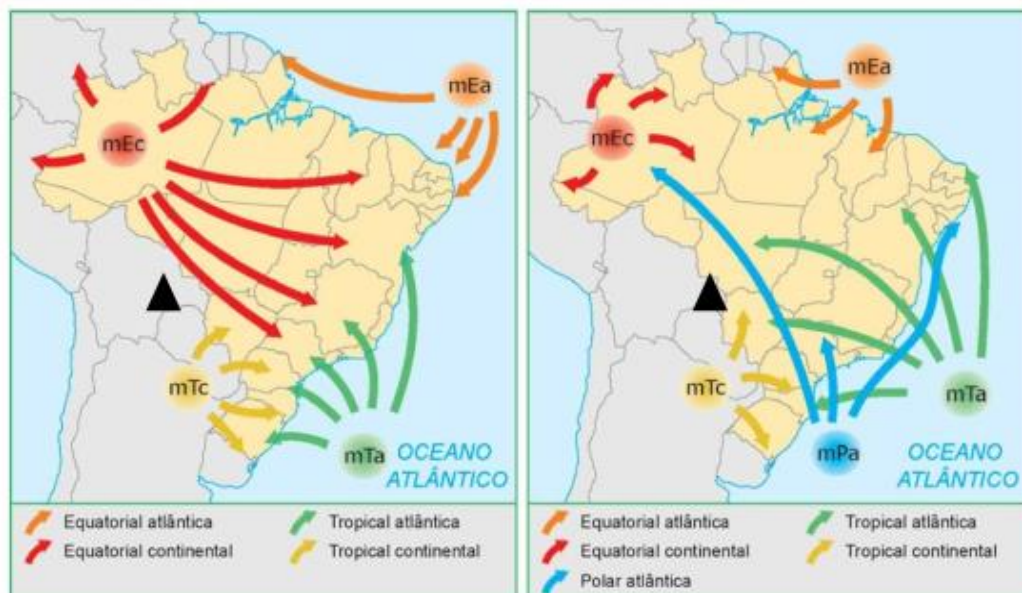 mEa
mEc
mTc
mTa
OCEANO
ATLÂNTICO
Equatorial atlântica
Tropical atlântica
Equatorial continental
Tropical continental
mEa
mEc
mTc
mTa
mPa
OCEANO
ATLÂNTICO
Equatorial atlântica
Tropical atlântica
Equatorial continental
Tropical continental
Polar atlântica